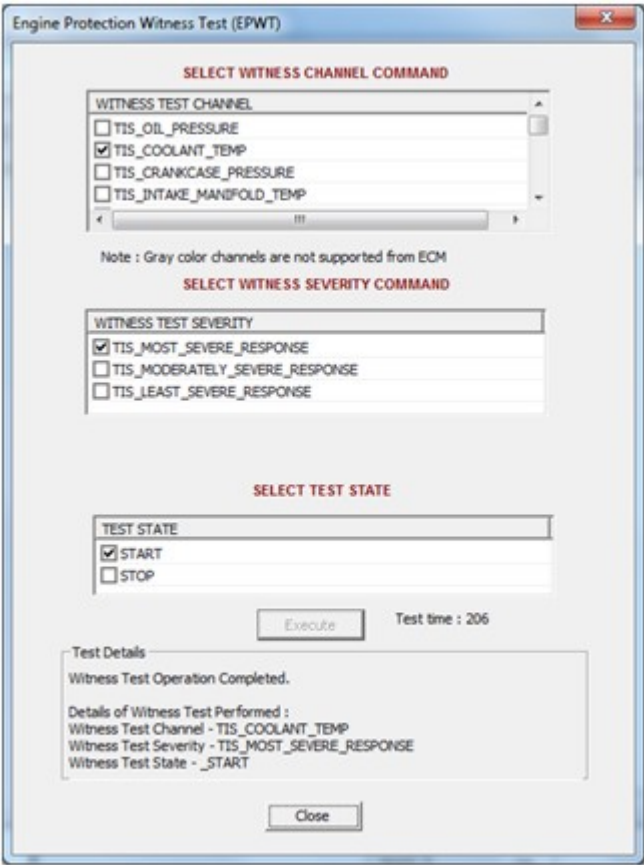 Engine Protection Witness Test (EPWT)
SELECT WITNESS CHANNEL COMMAND
WITNESS TEST CHANNEL
TIS_OIL_PRESSURE
TIS_COOLANT_TEMP
TIS_CRANKCASE_PRESSURE
TIS_INTAKE_MANIFOLD_TEMP
Note : Gray color channels are not supported from ECM
SELECT WITNESS SEVERITY COMMAND
WITNESS TEST SEVERITY
TIS_MOST_SEVERE_RESPONSE
TIS_MODERATELY_SEVERE_RESPONSE
TIS_LEAST_SEVERE_RESPONSE
SELECT TEST STATE
TEST STATE
START
STOP
Execute Test time : 206
Test Details
Witness Test Operation Completed.
Details of Witness Test Performed :
Witness Test Channel - TIS_COOLANT_TEMP
Witness Test Severity - TIS_MOST_SEVERE_RESPONSE
Witness Test State - _START
Close